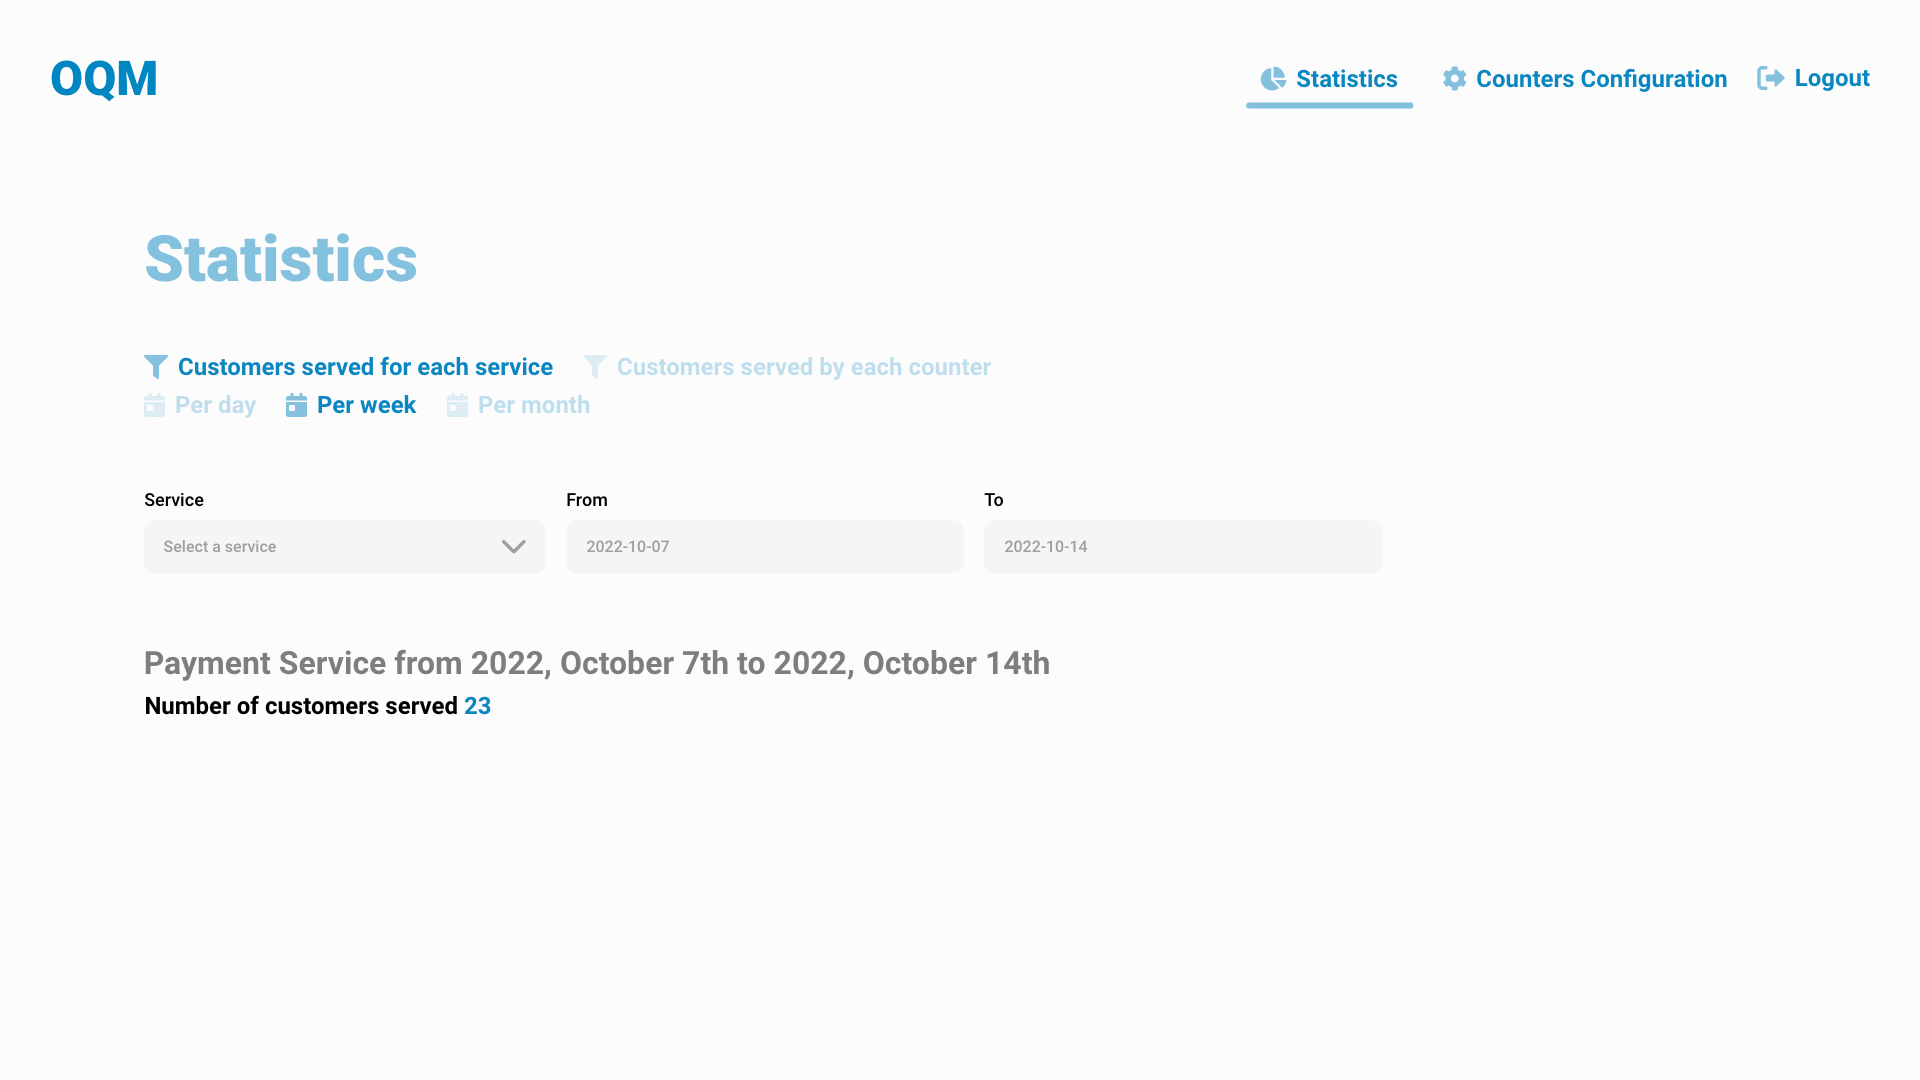 OQM
Statistics
Counters Configuration
Logout
Statistics
Customers served for each service
Customers served by each counter
Per day
Per week
Per month
Service
From
To
Select a service
2022-10-07
2022-10-14
Payment Service from 2022, October 7th to 2022, October 14th
Number of customers served 23